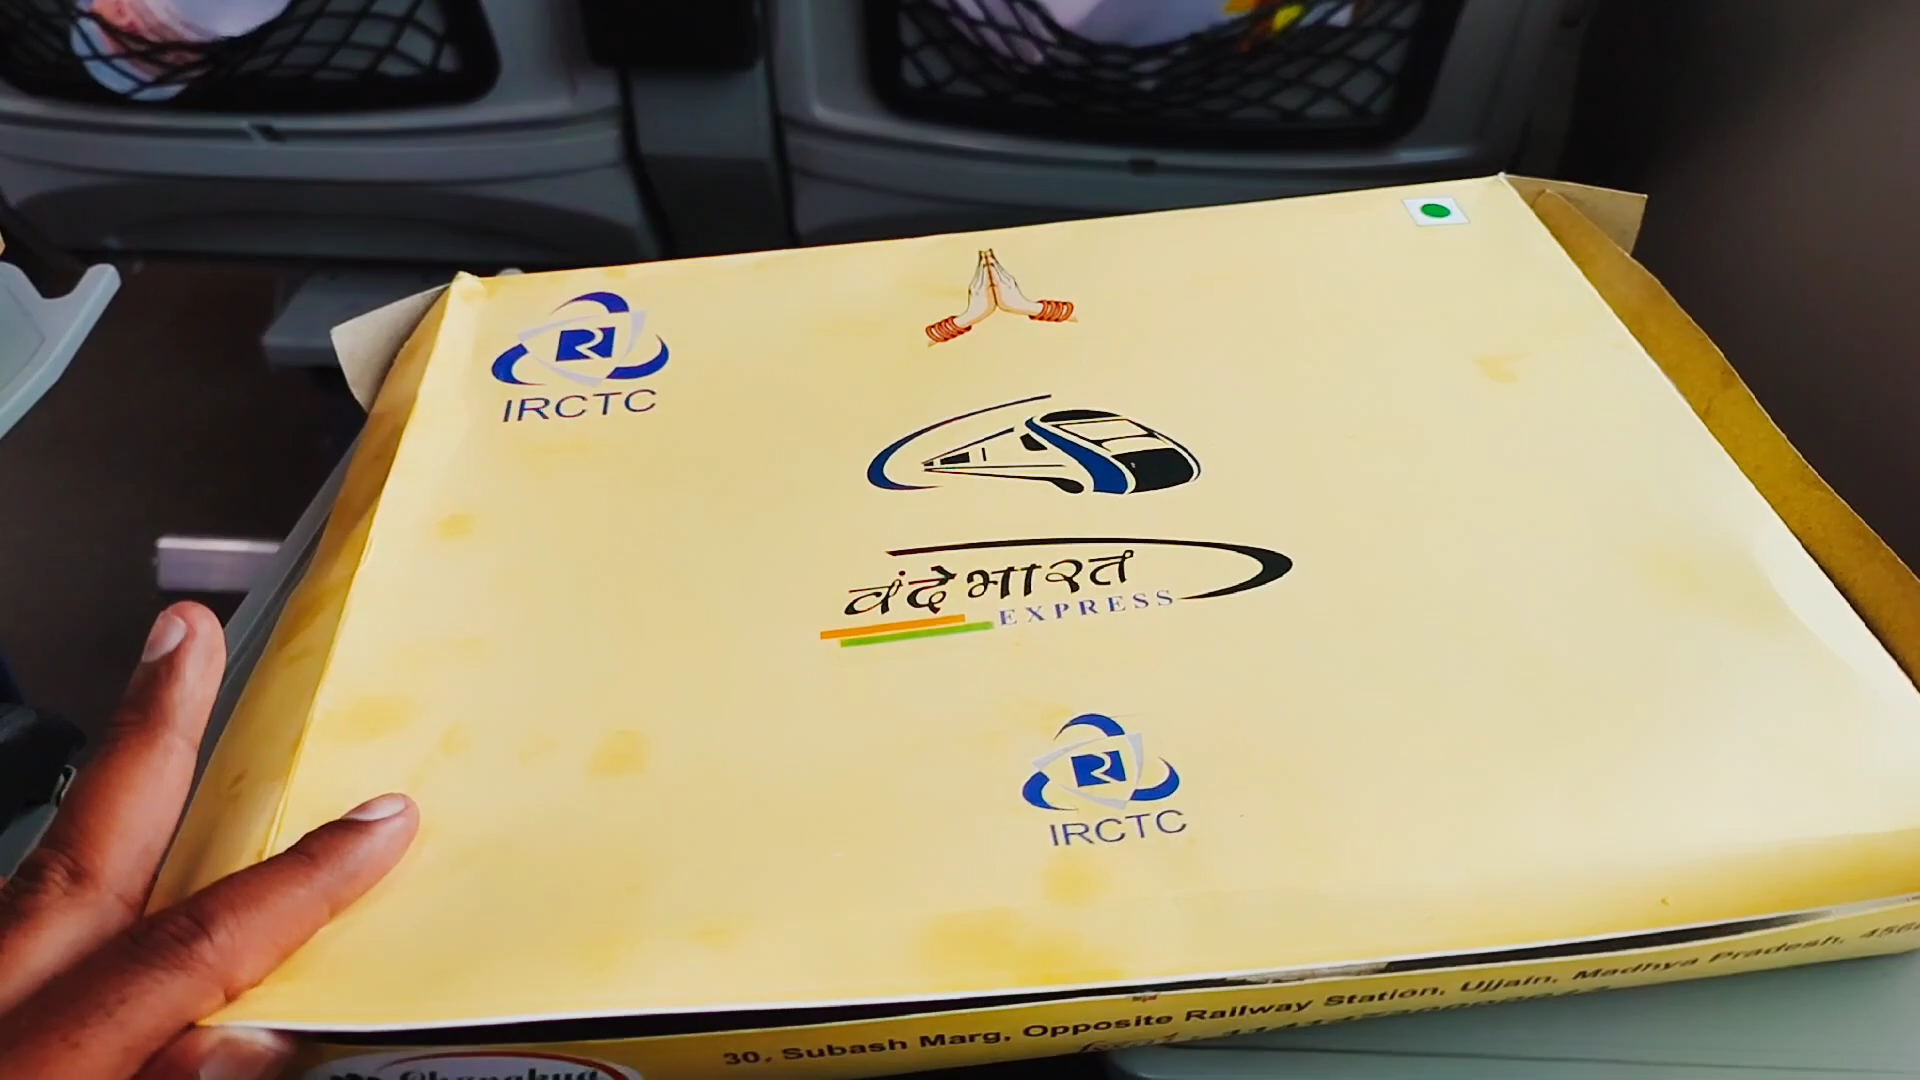 IRCTC
वंदे भारत
EXPRESS
IRCTC
30, Subash Marg, Opposite Railway Station, Ujjain, Madhya Pradesh,